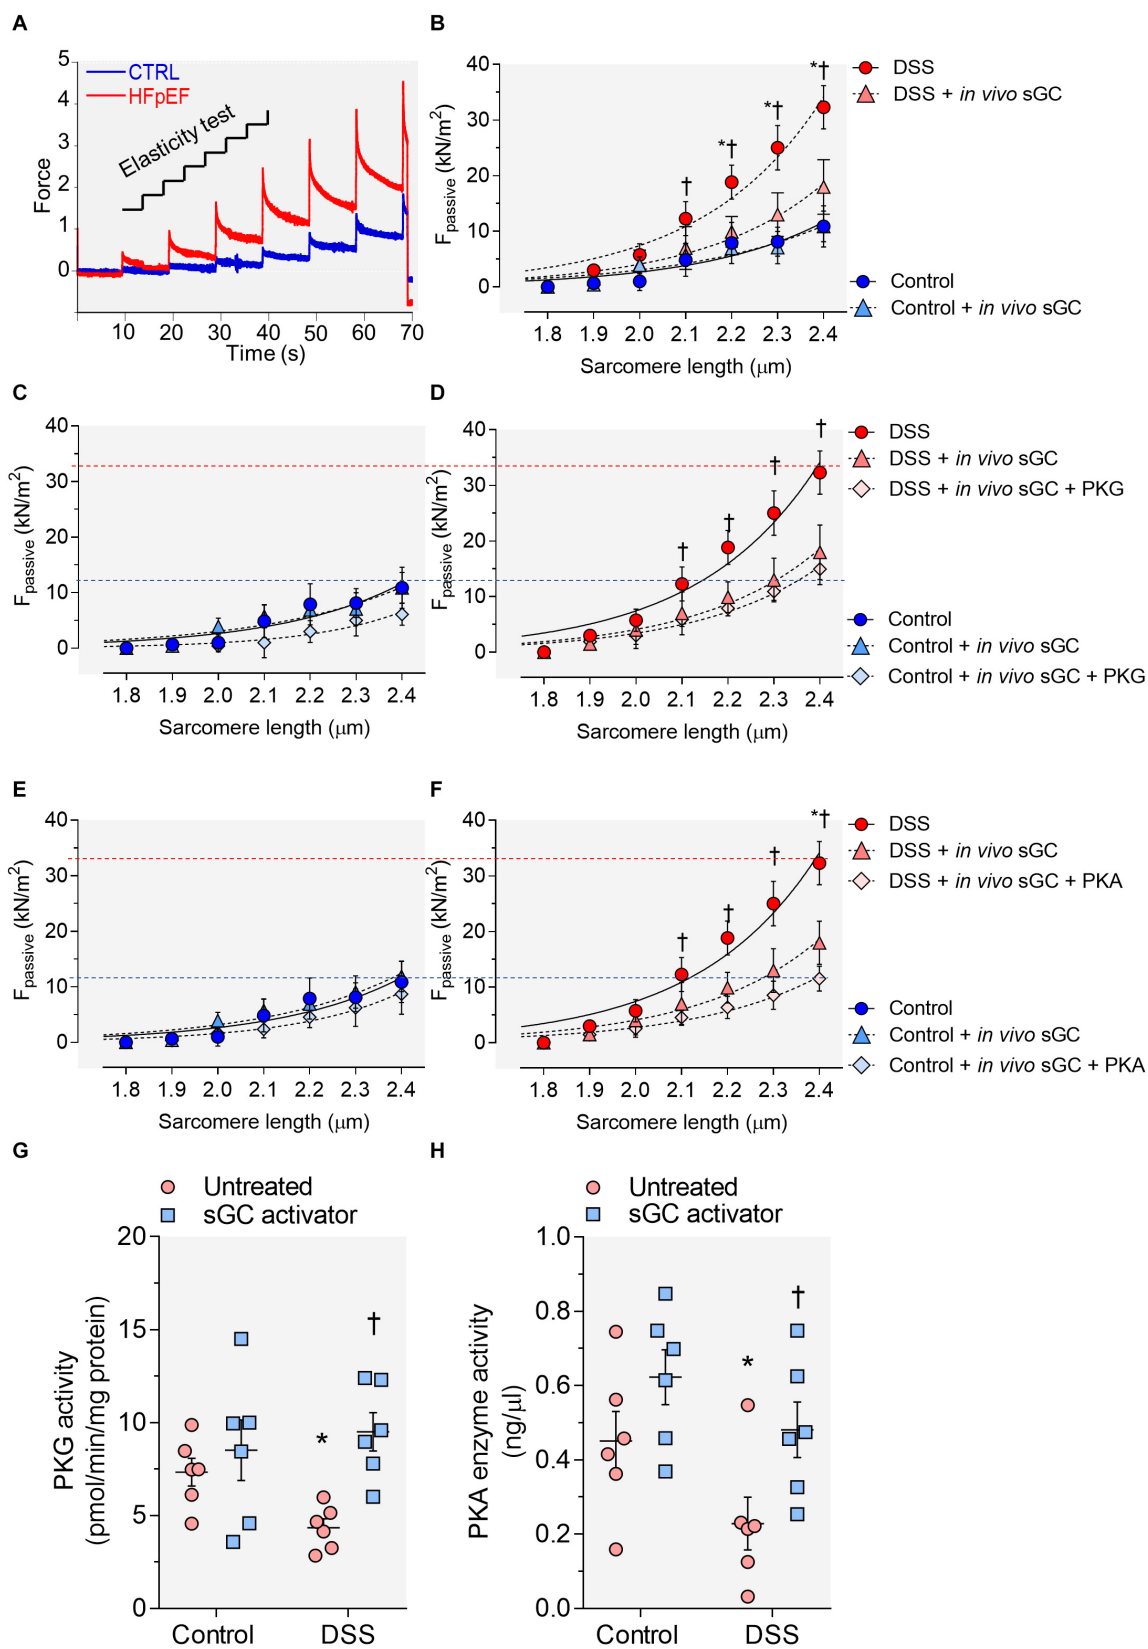 A
5
4
3
2
1
0
Force
CTRL
HFpEF
Elasticity test
10 20 30 40 50 60 70
Time (s)
B
40
30
20
10
0
Fpassive (kN/m2)
*† *† *† †
1.8 1.9 2.0 2.1 2.2 2.3 2.4
Sarcomere length (μm)
DSS
DSS + in vivo sGC
Control
Control + in vivo sGC
C
40
30
20
10
0
Fpassive (kN/m2)
1.8 1.9 2.0 2.1 2.2 2.3 2.4
Sarcomere length (μm)
D
40
30
20
10
0
Fpassive (kN/m2)
† † † †
1.8 1.9 2.0 2.1 2.2 2.3 2.4
Sarcomere length (μm)
DSS
DSS + in vivo sGC
DSS + in vivo sGC + PKG
Control
Control + in vivo sGC
Control + in vivo sGC + PKG
E
40
30
20
10
0
Fpassive (kN/m2)
1.8 1.9 2.0 2.1 2.2 2.3 2.4
Sarcomere length (μm)
F
40
30
20
10
0
Fpassive (kN/m2)
† † † *†
1.8 1.9 2.0 2.1 2.2 2.3 2.4
Sarcomere length (μm)
DSS
DSS + in vivo sGC
DSS + in vivo sGC + PKA
Control
Control + in vivo sGC
Control + in vivo sGC + PKA
G
Untreated
sGC activator
20
15
10
5
0
PKG activity
(pmol/min/mg protein)
*
†
Control DSS
H
Untreated
sGC activator
1.0
0.8
0.6
0.4
0.2
0.0
PKA enzyme activity
(ng/μl)
*
†
Control DSS